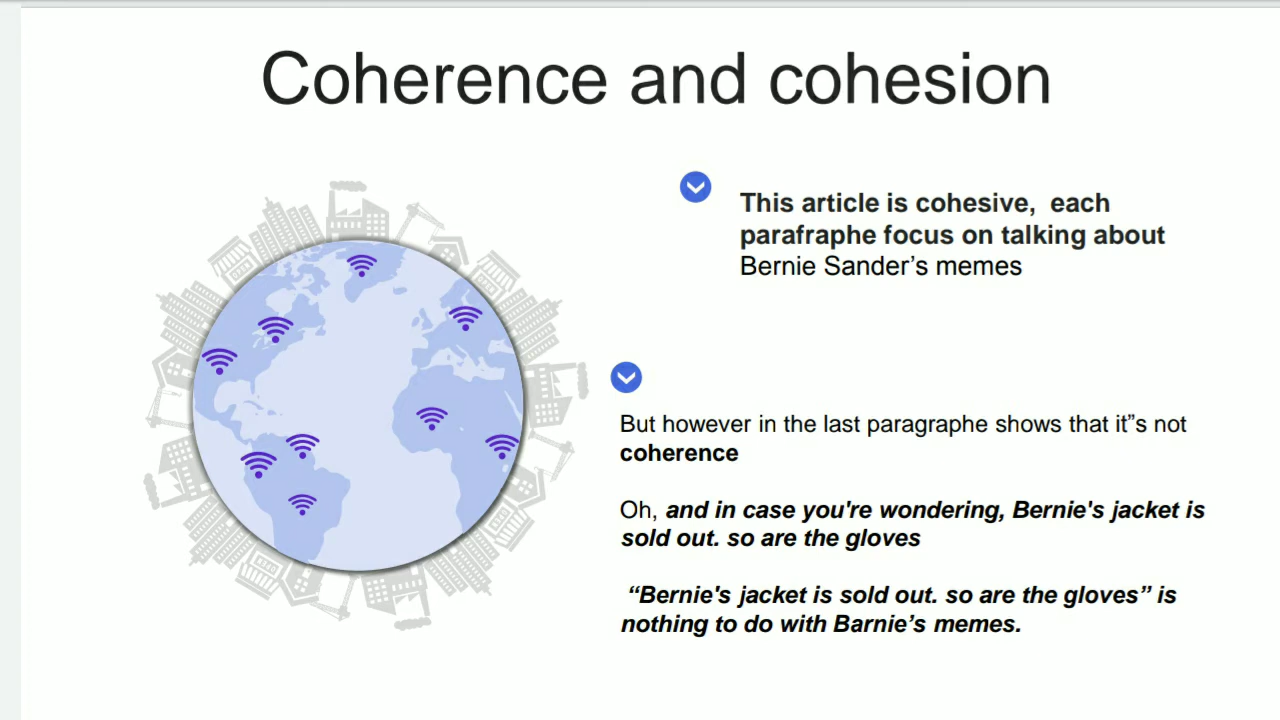 Coherence and cohesion
This article is cohesive,  each
parafraphe focus on talking about
Bernie Sander’s memes
But however in the last paragraphe shows that it”s not
coherence
Oh, and in case you're wondering, Bernie's jacket is
sold out. so are the gloves
“Bernie's jacket is sold out. so are the gloves” is
nothing to do with Barnie’s memes.